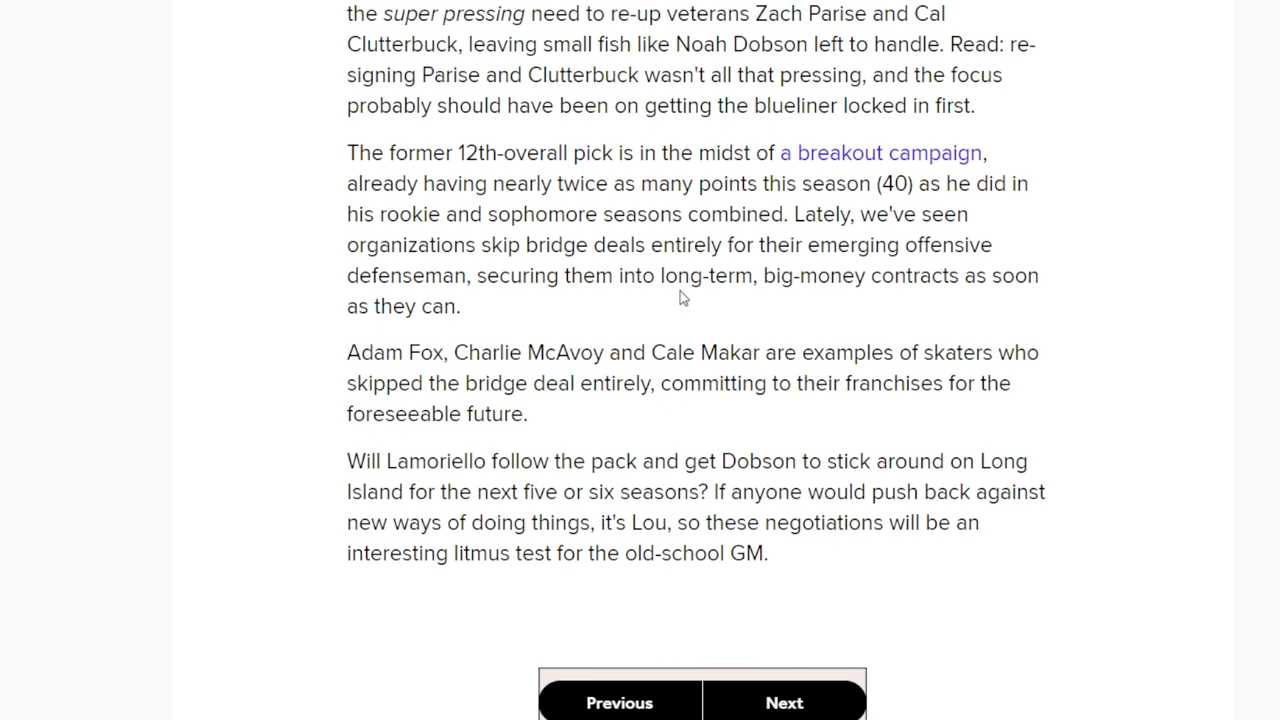 the super pressing need to re-up veterans Zach Parise and Cal
Clutterbuck, leaving small fish like Noah Dobson left to handle. Read: re-
signing Parise and Clutterbuck wasn't all that pressing, and the focus
probably should have been on getting the blueliner locked in first.
The former 12th-overall pick is in the midst of a breakout campaign,
already having nearly twice as many points this season (40) as he did in
his rookie and sophomore seasons combined. Lately, we've seen
organizations skip bridge deals entirely for their emerging offensive
defenseman, securing them into long-term, big-money contracts as soon
as they can.
Adam Fox, Charlie McAvoy and Cale Makar are examples of skaters who
skipped the bridge deal entirely, committing to their franchises for the
foreseeable future.
Will Lamoriello follow the pack and get Dobson to stick around on Long
Island for the next five or six seasons? If anyone would push back against
new ways of doing things, it's Lou, so these negotiations will be an
interesting litmus test for the old-school GM.
Previous Next